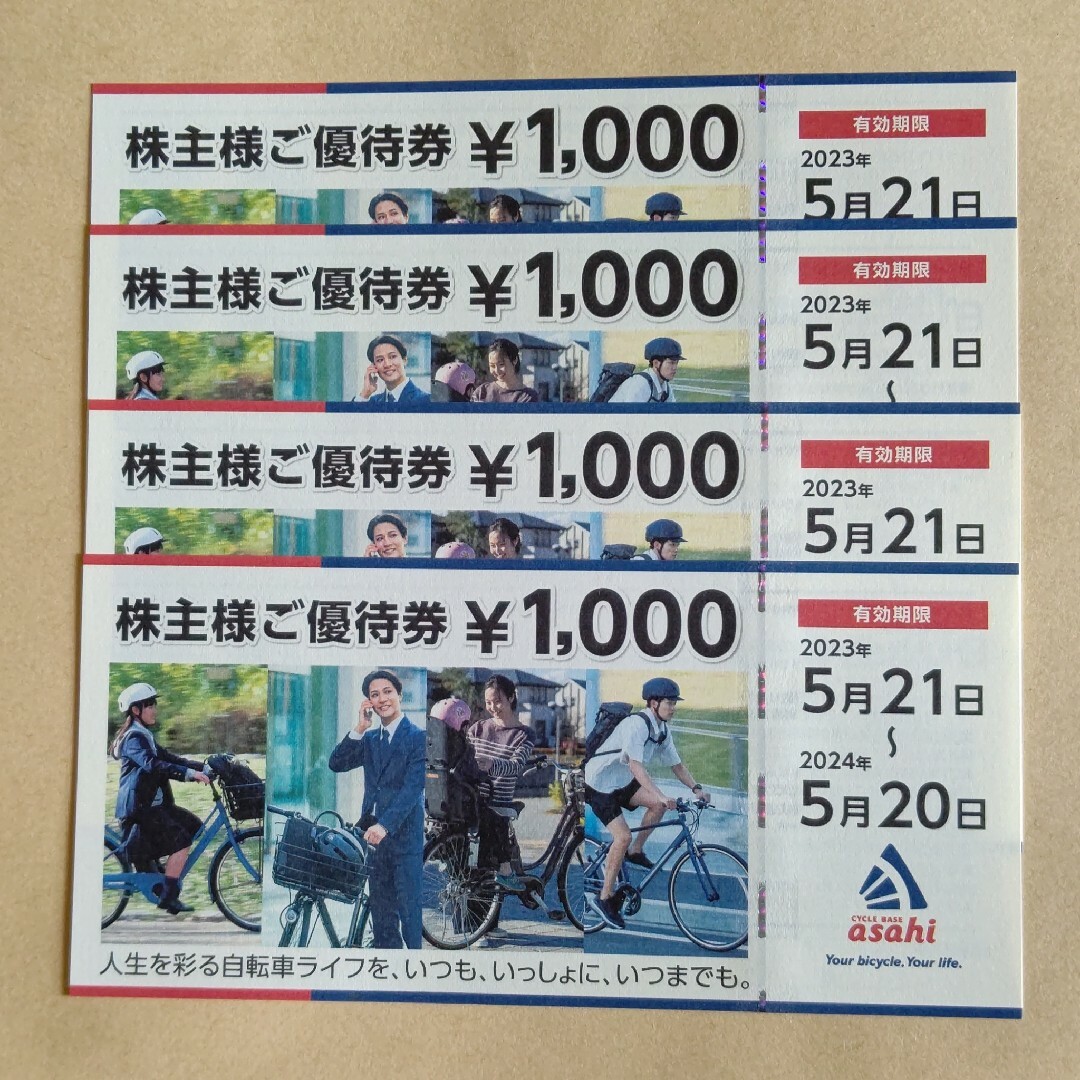 株主様ご優待券 ¥1,000
有効期限
2023年
5月21日
株主様ご優待券 ¥1,000
有効期限
2023年
5月21日
〜
株主様ご優待券 ¥1,000
有効期限
2023年
5月21日
株主様ご優待券 ¥1,000
有効期限
2023年
5月21日
〜
2024年
5月20日
CYCLE BASE
asahi
Your bicycle. Your life.
人生を彩る自転車ライフを、いつも、いっしょに、いつまでも。